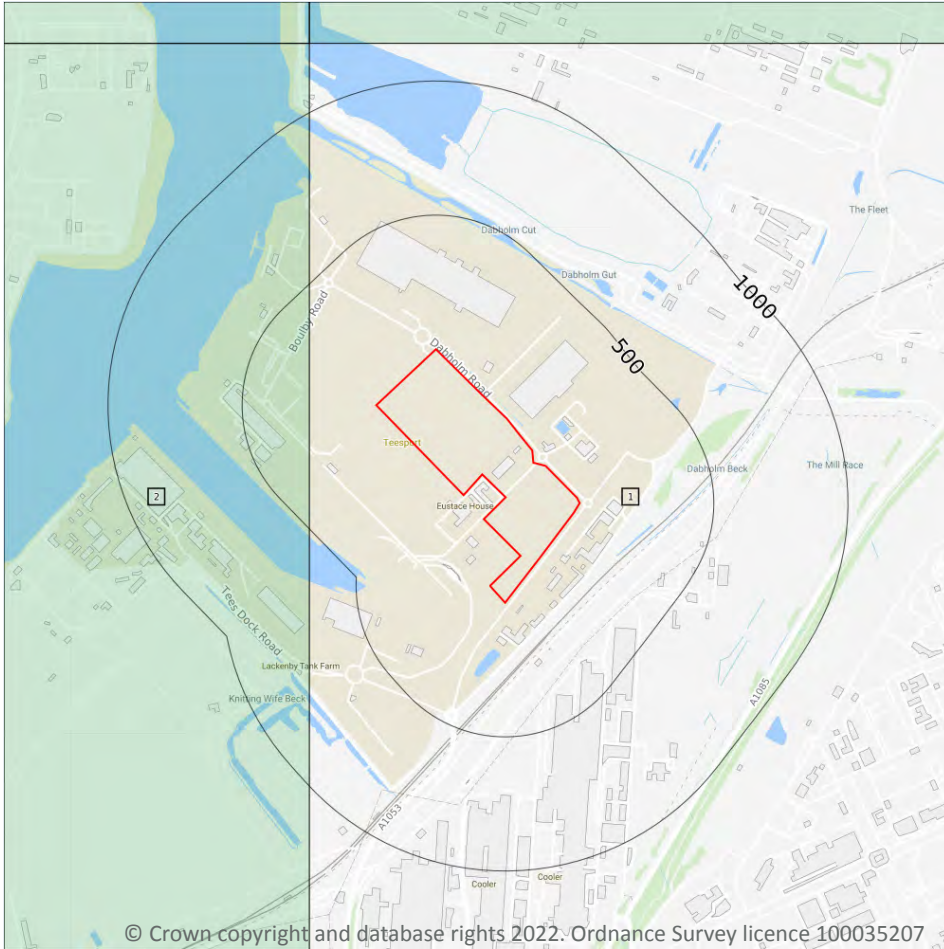 The Fleet
Dabholm Cut
Dabholm Gut
1000
Boulby Road
500
Dabholm Road
Teesport
Dabholm Beck
The Mill Race
2
1
Eustace House
Tees Dock Road
Lackenby Tank Farm
Knitting Wife Beck
A1085
A1053
Cooler
Cooler
© Crown copyright and database rights 2022. Ordnance Survey licence 100035207